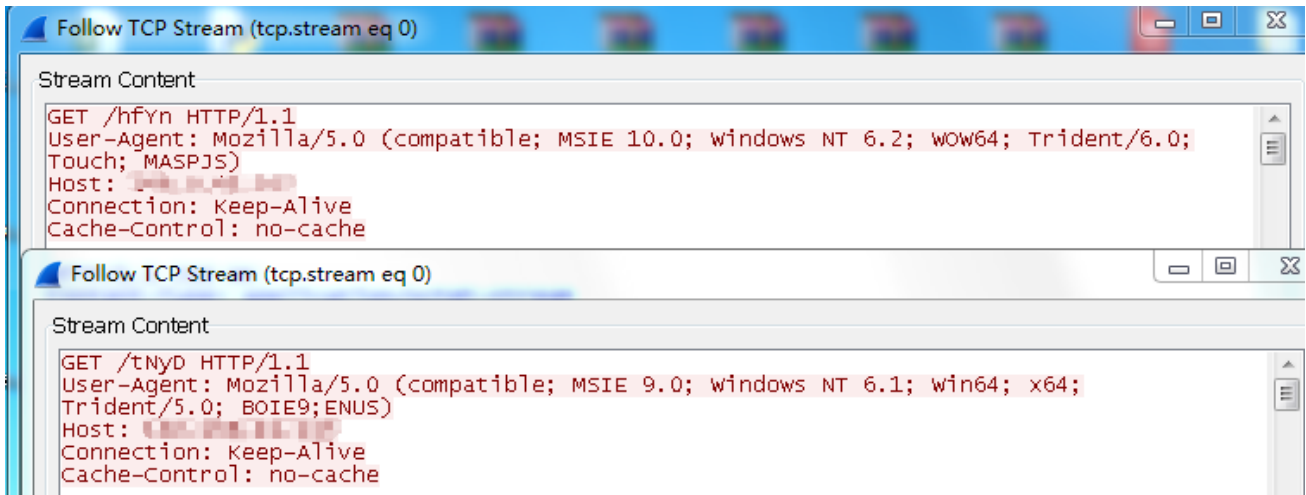 Follow TCP Stream (tcp.stream eq 0)
Stream Content
GET /hfYn HTTP/1.1
User-Agent: Mozilla/5.0 (compatible; MSIE 10.0; Windows NT 6.2; WOW64; Trident/6.0;
Touch; MASPJS)
Host:
Connection: Keep-Alive
Cache-Control: no-cache
Follow TCP Stream (tcp.stream eq 0)
Stream Content
GET /tNyD HTTP/1.1
User-Agent: Mozilla/5.0 (compatible; MSIE 9.0; Windows NT 6.1; Win64; x64;
Trident/5.0; BOIE9;ENUS)
Host:
Connection: Keep-Alive
Cache-Control: no-cache